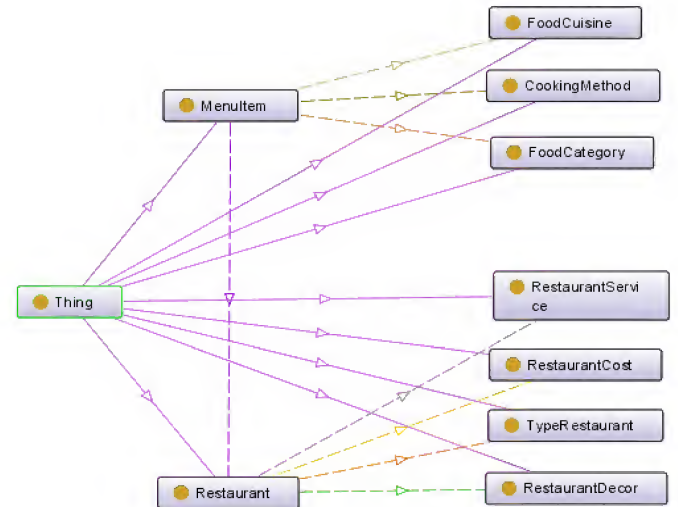 FoodCuisine
MenuItem
CookingMethod
FoodCategory
Thing
RestaurantServi
ce
RestaurantCost
TypeRestaurant
Restaurant
RestaurantDecor